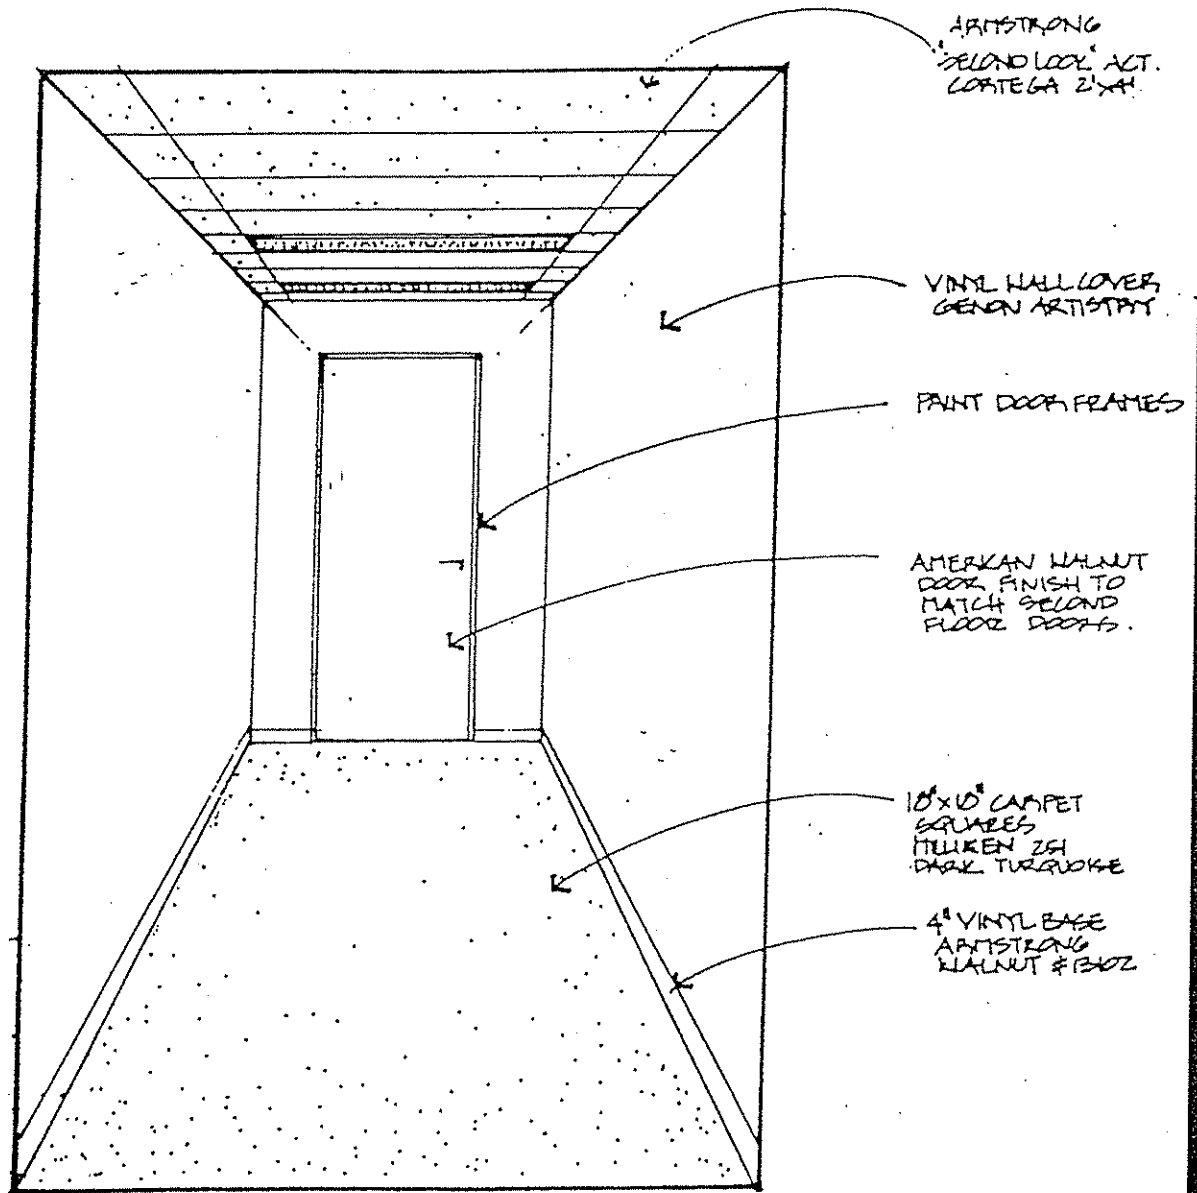 ARMSTRONG
"SECOND LOOK" ACT.
CORTEGA 2'x4'.
VINYL WALL COVER
GENON ARTISTRY.
PAINT DOOR FRAMES
AMERICAN WALNUT
DOOR FINISH TO
MATCH SECOND
FLOOR DOORS.
18"x18" CARPET
SQUARES
MILLIKEN
DARK TURQUOISE
4" VINYL BASE
ARMSTRONG
WALNUT